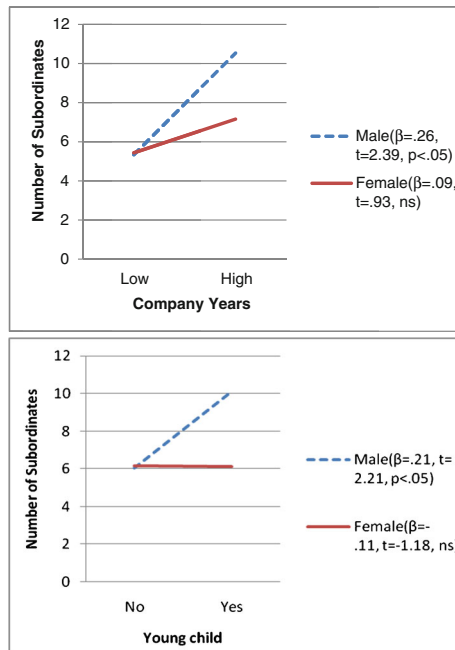 Number of Subordinates
12
10
8
6
4
2
0
Low High
Company Years
Male(β=.26,
t=2.39, p<.05)
Female(β=.09,
t=.93, ns)
Number of Subordinates
12
10
8
6
4
2
0
No Yes
Young child
Male(β=.21, t=
2.21, p<.05)
Female(β=-
.11, t=-1.18, ns)